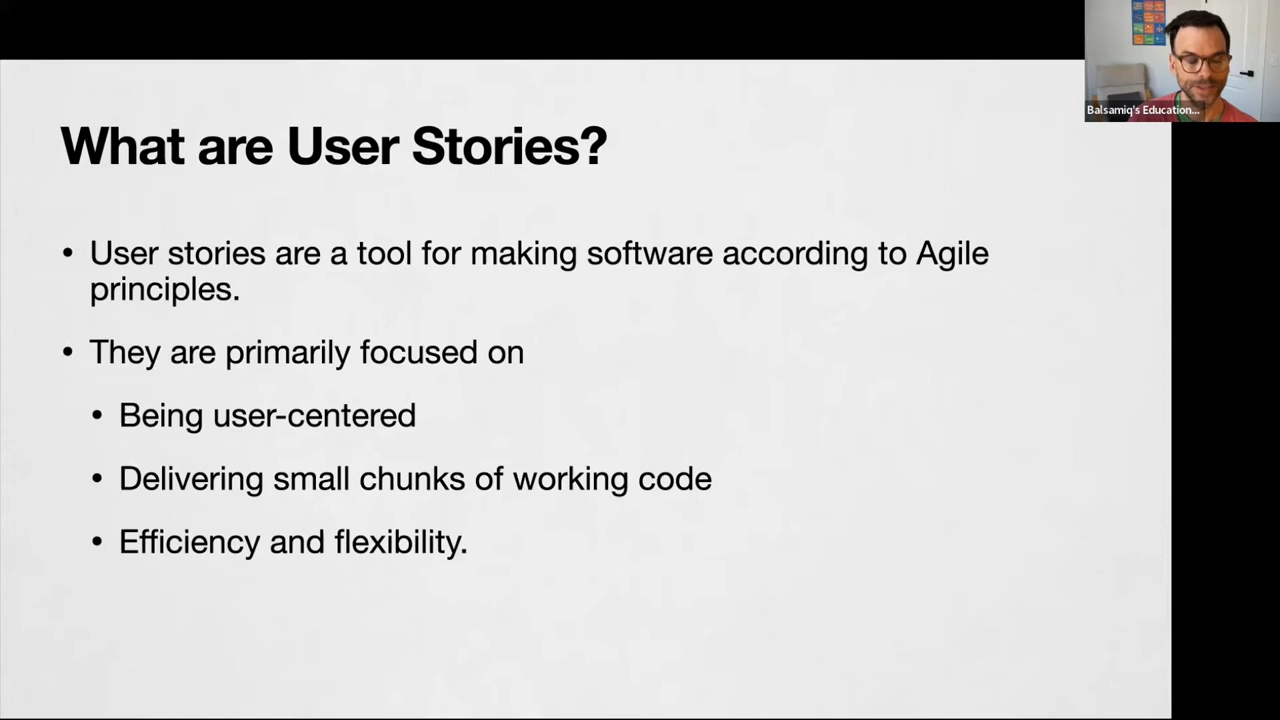 What are User Stories?
• User stories are a tool for making software according to Agile
principles.
• They are primarily focused on
• Being user-centered
• Delivering small chunks of working code
• Efficiency and flexibility.
Balsamiq's Education...